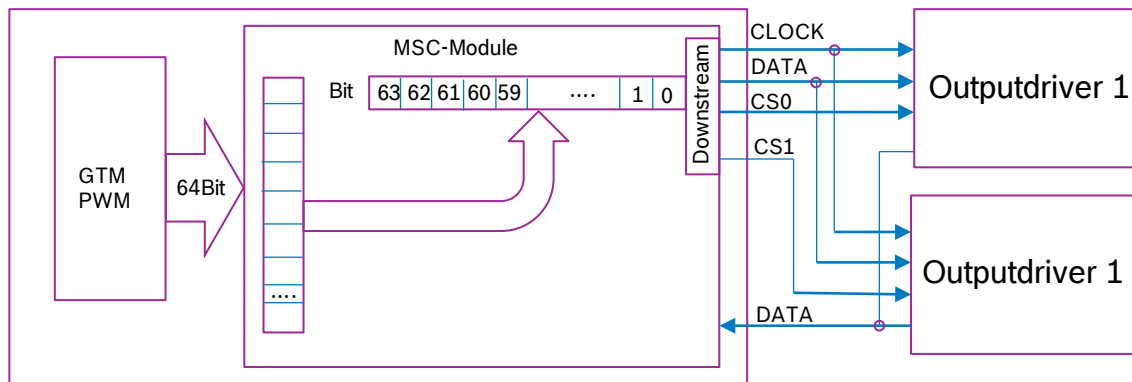 MSC-Module
CLOCK
DATA
CS0
CS1
Downstream
Outputdriver 1
Bit
63 62 61 60 59 .... 1 0
GTM
PWM
64Bit
....
Outputdriver 1
DATA